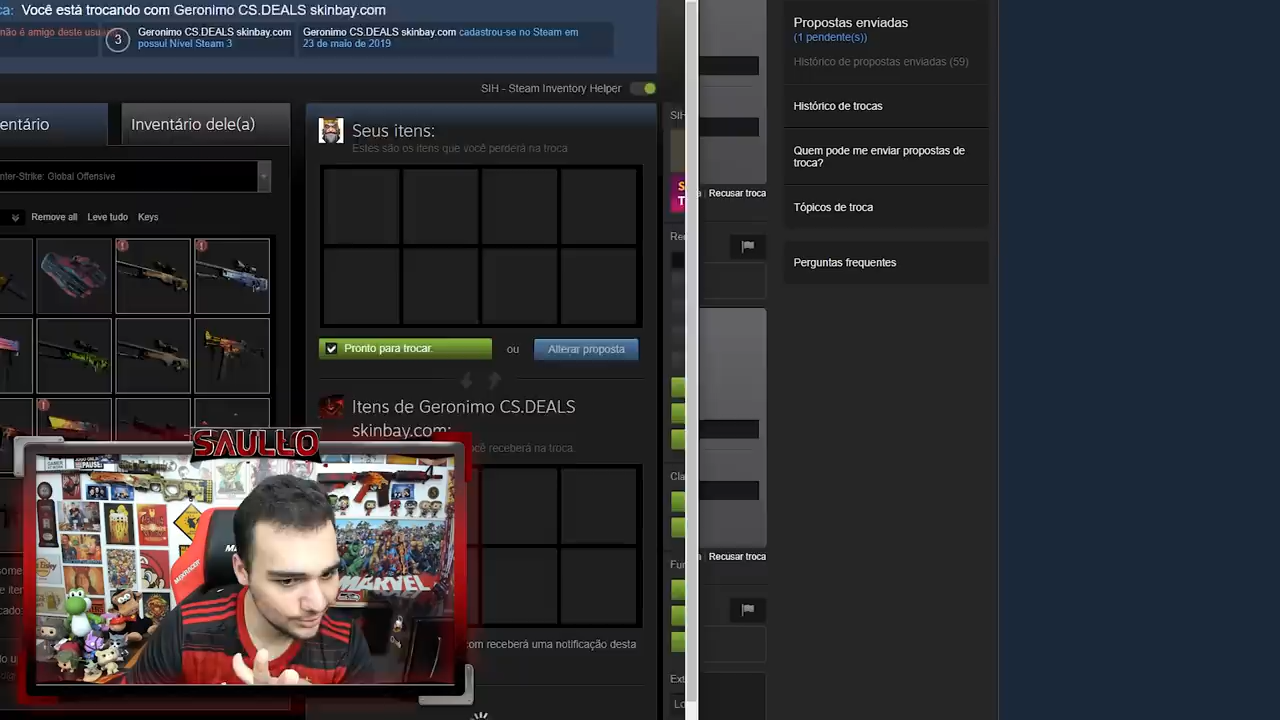 ca: Você está trocando com Geronimo CS.DEALS skinbay.com
não é amigo deste
3
Geronimo CS.DEALS skinbay.com possui Nível Steam 3
Geronimo CS.DEALS skinbay.com cadastrou-se no Steam em
23 de maio de 2019
SIH - Steam Inventory Helper
entário
Inventário dele(a)
nter-Strike: Global Offensive
Remove all
Leve tudo
Keys
Seus itens:
Estes são os itens que você perderá na troca
Pronto para trocar.
ou
Alterar proposta
Itens de Geronimo CS.DEALS
skinbay.com:
ocê receberá na troca.
SAULLO
MARVEL
om receberá uma notificação desta
Propostas enviadas
(1 pendente(s))
Histórico de propostas enviadas (59)
Histórico de trocas
Quem pode me enviar propostas de
troca?
Tópicos de troca
Perguntas frequentes
Recusar troca
Recusar troca